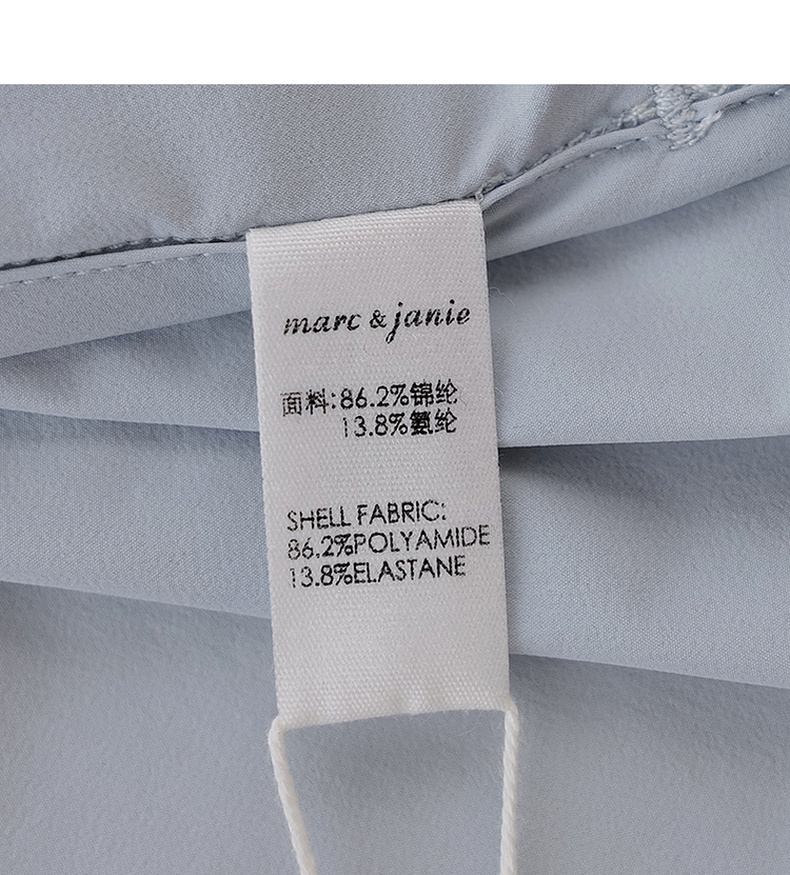 marc & janie
面料:86.2%锦纶
13.8%氨纶
SHELL FABRIC:
86.2%POLYAMIDE
13.8%ELASTANE